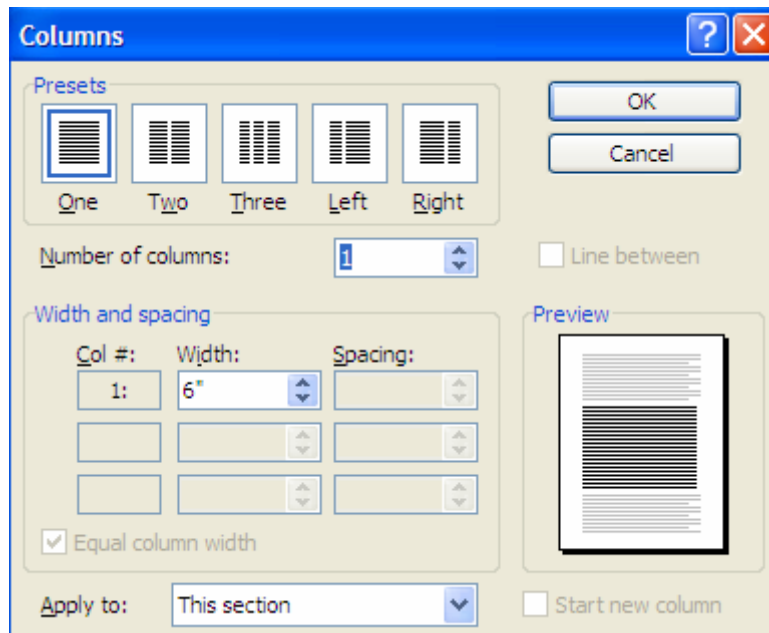 Columns
Presets
OK
Cancel
One Two Three Left Right
Number of columns: 1
Line between
Width and spacing
Preview
Col #: Width: Spacing:
1: 6"
Equal column width
Apply to: This section
Start new column